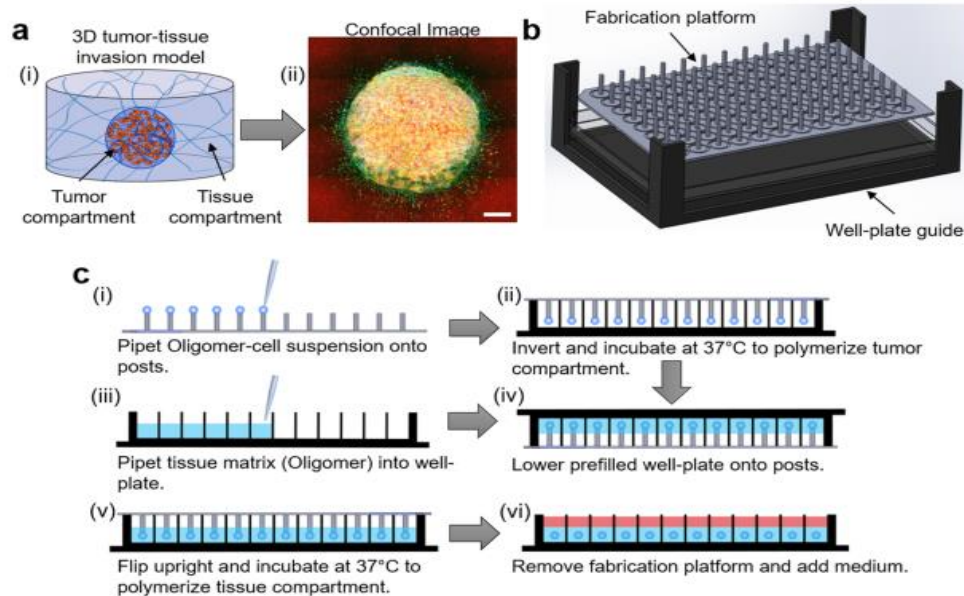 a
3D tumor-tissue
invasion model
(i)
Tumor
compartment
Tissue
compartment
(ii)
Confocal Image
b
Fabrication platform
Well-plate guide
c
(i)
Pipet Oligomer-cell suspension onto
posts.
(ii)
Invert and incubate at 37°C to polymerize tumor
compartment.
(iii)
Pipet tissue matrix (Oligomer) into well-
plate.
(iv)
Lower prefilled well-plate onto posts.
(v)
Flip upright and incubate at 37°C to
polymerize tissue compartment.
(vi)
Remove fabrication platform and add medium.